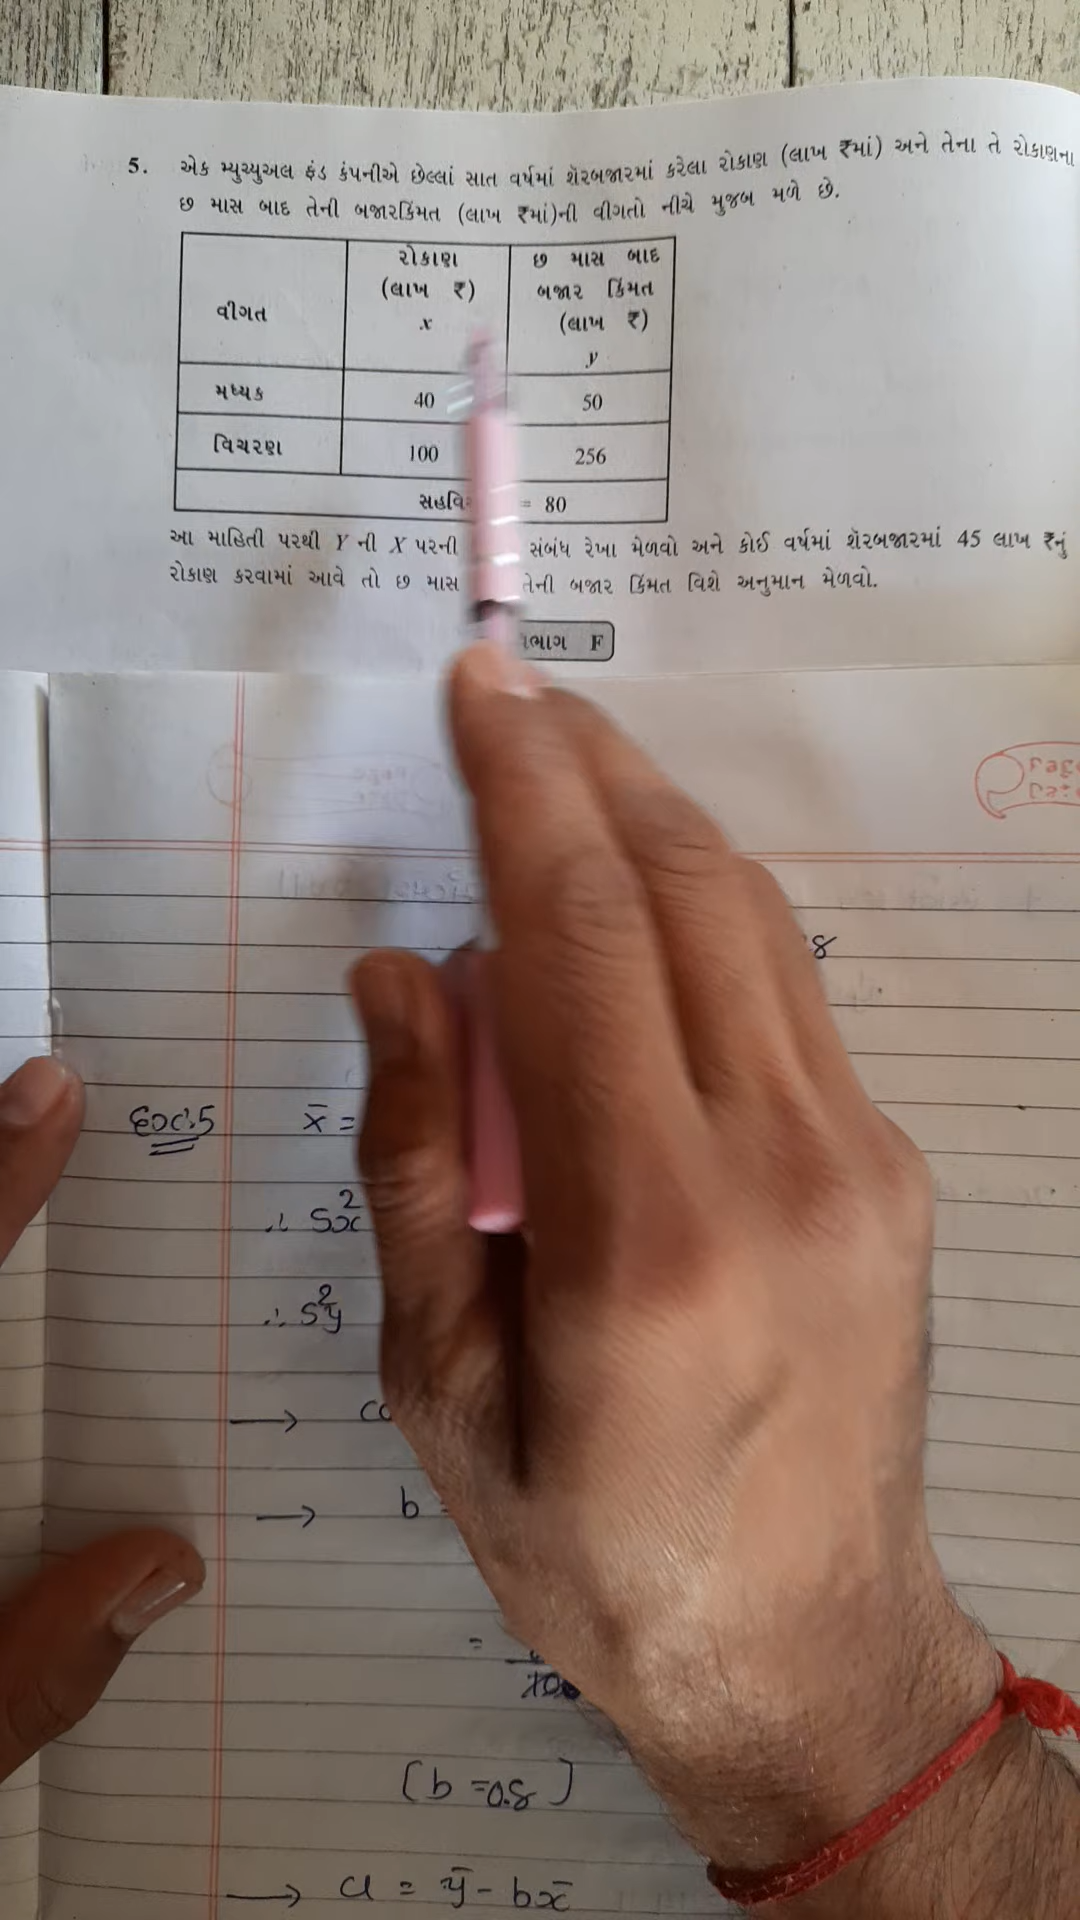 5. એક મ્યુચ્યુઅલ ફંડ કંપનીએ છેલ્લાં સાત વર્ષમાં શૅરબજારમાં કરેલા રોકાણ (લાખ ₹માં) અને તેના તે રોકાણના
છ માસ બાદ તેની બજારકિંમત (લાખ ₹માં)ની વીગતો નીચે મુજબ મળે છે.
વીગત
રોકાણ
(લાખ ₹)
x
છ માસ બાદ
બજાર કિંમત
(લાખ ₹)
y
મધ્યક 40 50
વિચરણ 100 256
= 80
આ માહિતી પરથી Y ની X પરની સંબંધ રેખા મેળવો અને કોઈ વર્ષમાં શૅરબજારમાં 45 લાખ ₹નું
રોકાણ કરવામાં આવે તો છ માસ તેની બજાર કિંમત વિશે અનુમાન મેળવો.
F
8
x̄ =
∴ Sx²
∴ S²y
→
→ b
=
[b =0.8]
→ a = ȳ - bx̄